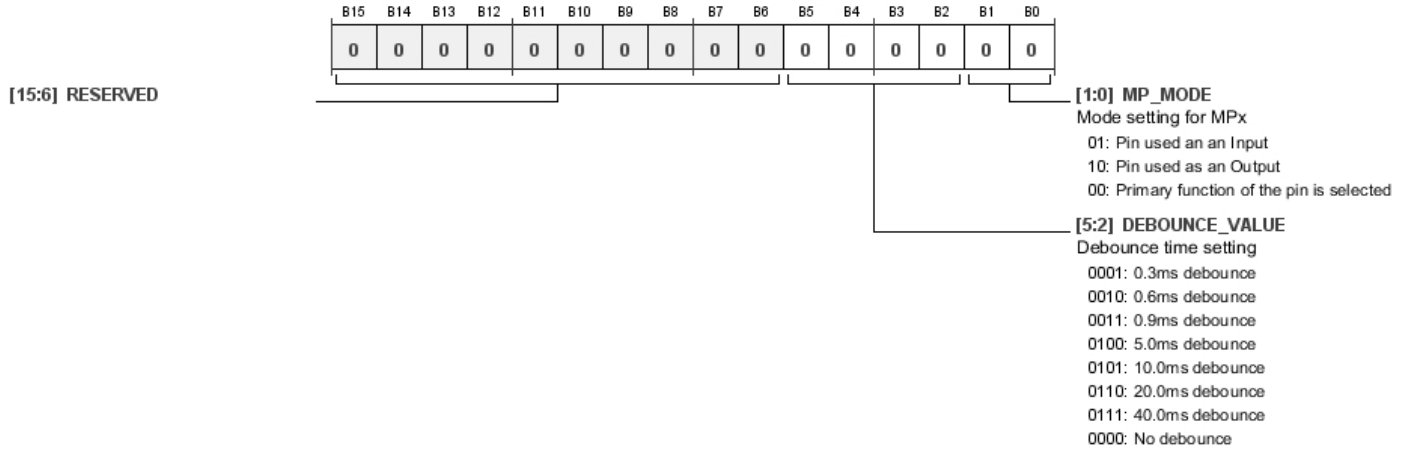 B15 B14 B13 B12 B11 B10 B9 B8 B7 B6 B5 B4 B3 B2 B1 B0
0 0 0 0 0 0 0 0 0 0 0 0 0 0 0 0
[15:6] RESERVED
[1:0] MP_MODE
Mode setting for MPx
01: Pin used an an Input
10: Pin used as an Output
00: Primary function of the pin is selected
[5:2] DEBOUNCE_VALUE
Debounce time setting
0001: 0.3ms debounce
0010: 0.6ms debounce
0011: 0.9ms debounce
0100: 5.0ms debounce
0101: 10.0ms debounce
0110: 20.0ms debounce
0111: 40.0ms debounce
0000: No debounce